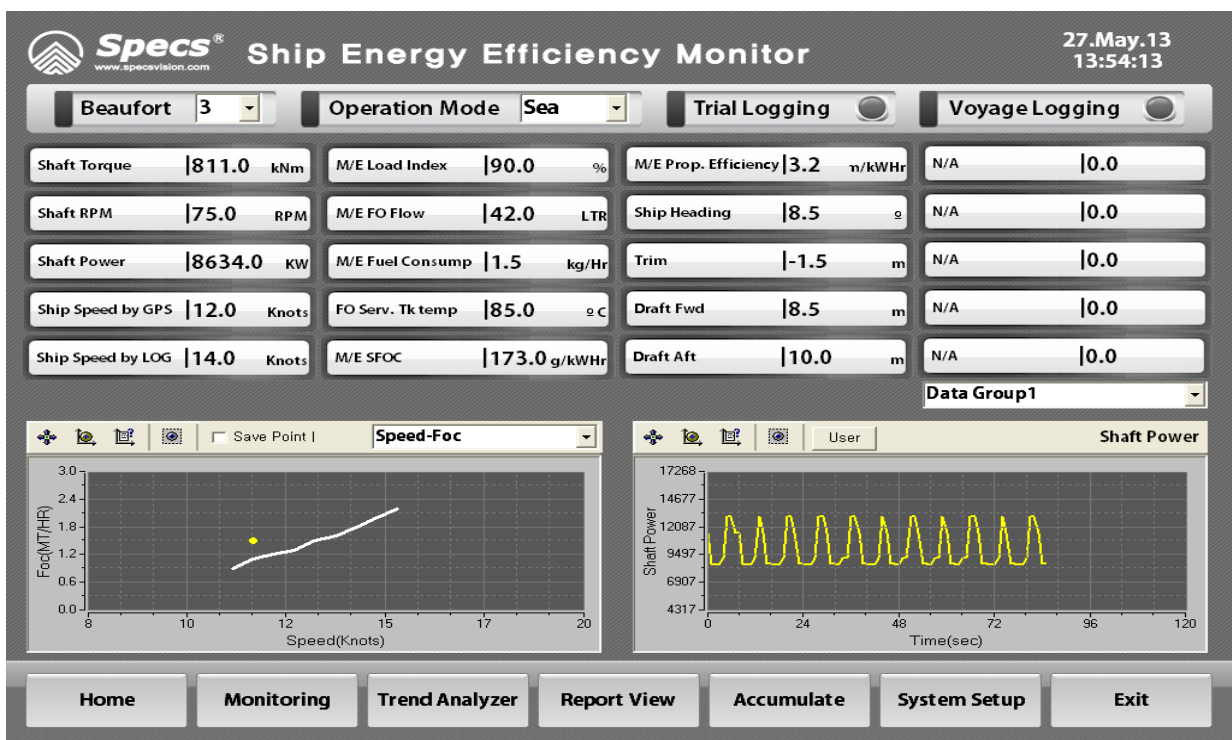 Specs® Ship Energy Efficiency Monitor
www.specsvision.com
27.May.13
13:54:13
Beaufort 3 Operation Mode Sea Trial Logging Voyage Logging
Shaft Torque 811.0 kNm M/E Load Index 90.0 % M/E Prop. Efficiency 3.2 n/kWHr N/A 0.0
Shaft RPM 75.0 RPM M/E FO Flow 42.0 LTR Ship Heading 8.5 º N/A 0.0
Shaft Power 8634.0 KW M/E Fuel Consump 1.5 kg/Hr Trim -1.5 m N/A 0.0
Ship Speed by GPS 12.0 Knots FO Serv. Tk temp 85.0 ºC Draft Fwd 8.5 m N/A 0.0
Ship Speed by LOG 14.0 Knots M/E SFOC 173.0 g/kWHr Draft Aft 10.0 m N/A 0.0
Data Group1
Save Point | Speed-Foc
Foc(MT/HR)
3.0
2.4
1.8
1.2
0.6
0.0
8 10 12 15 17 20
Speed(Knots)
User Shaft Power
Shaft Power
17268
14677
12087
9497
6907
4317
0 24 48 72 96 120
Time(sec)
Home Monitoring Trend Analyzer Report View Accumulate System Setup Exit